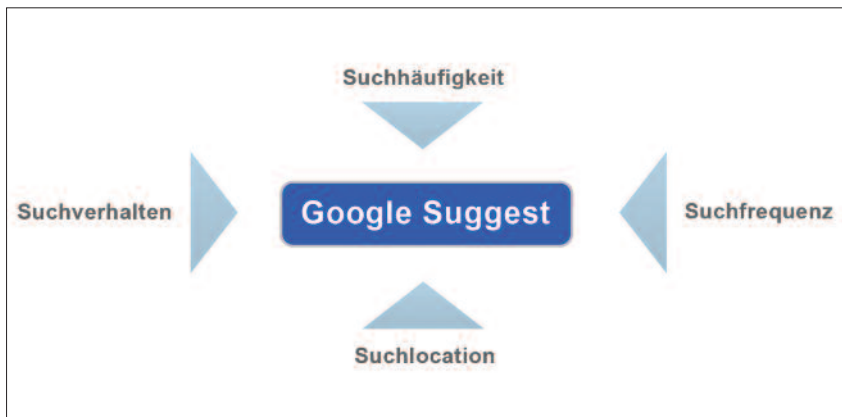 Suchhäufigkeit
Suchverhalten
Google Suggest
Suchfrequenz
Suchlocation